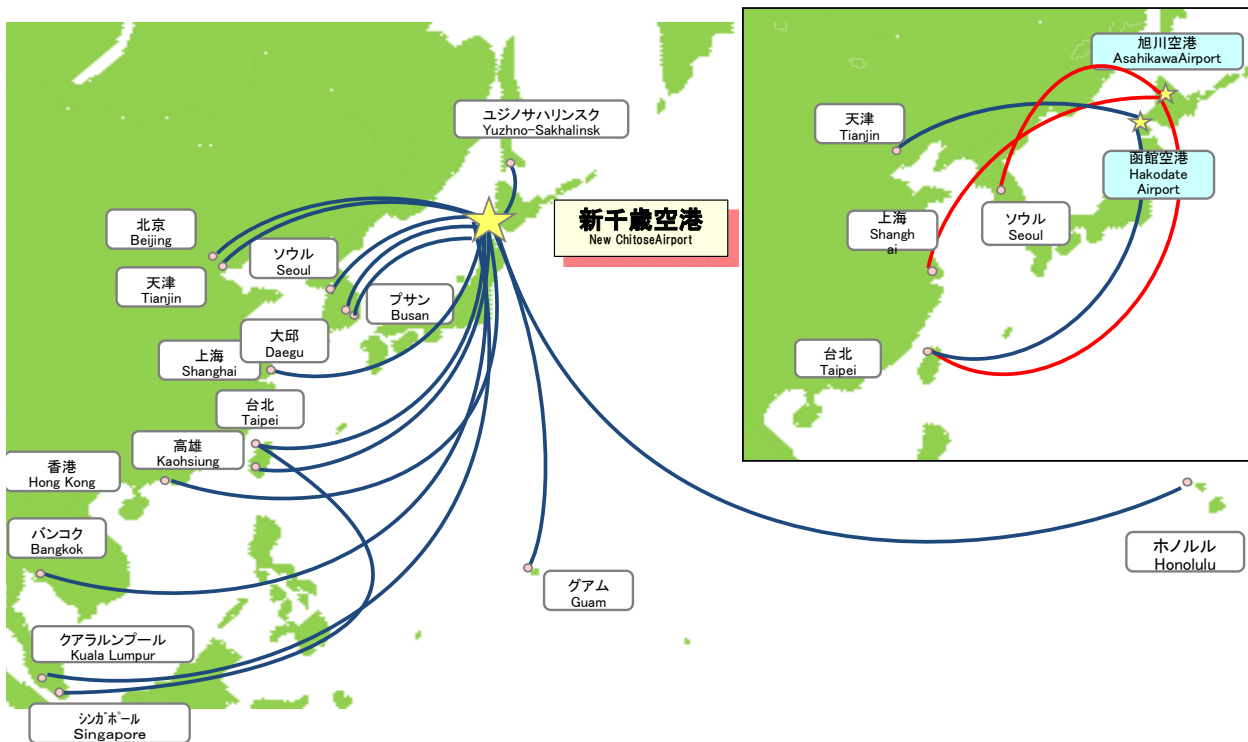 ユジノサハリンスク
Yuzhno-Sakhalinsk
新千歳空港
New ChitoseAirport
北京
Beijing
天津
Tianjin
ソウル
Seoul
プサン
Busan
大邱
Daegu
上海
Shanghai
台北
Taipei
高雄
Kaohsiung
香港
Hong Kong
バンコク
Bangkok
クアラルンプール
Kuala Lumpur
シンガポール
Singapore
グアム
Guam
ホノルル
Honolulu
旭川空港
AsahikawaAirport
天津
Tianjin
函館空港
Hakodate
Airport
上海
Shangh
ai
ソウル
Seoul
台北
Taipei